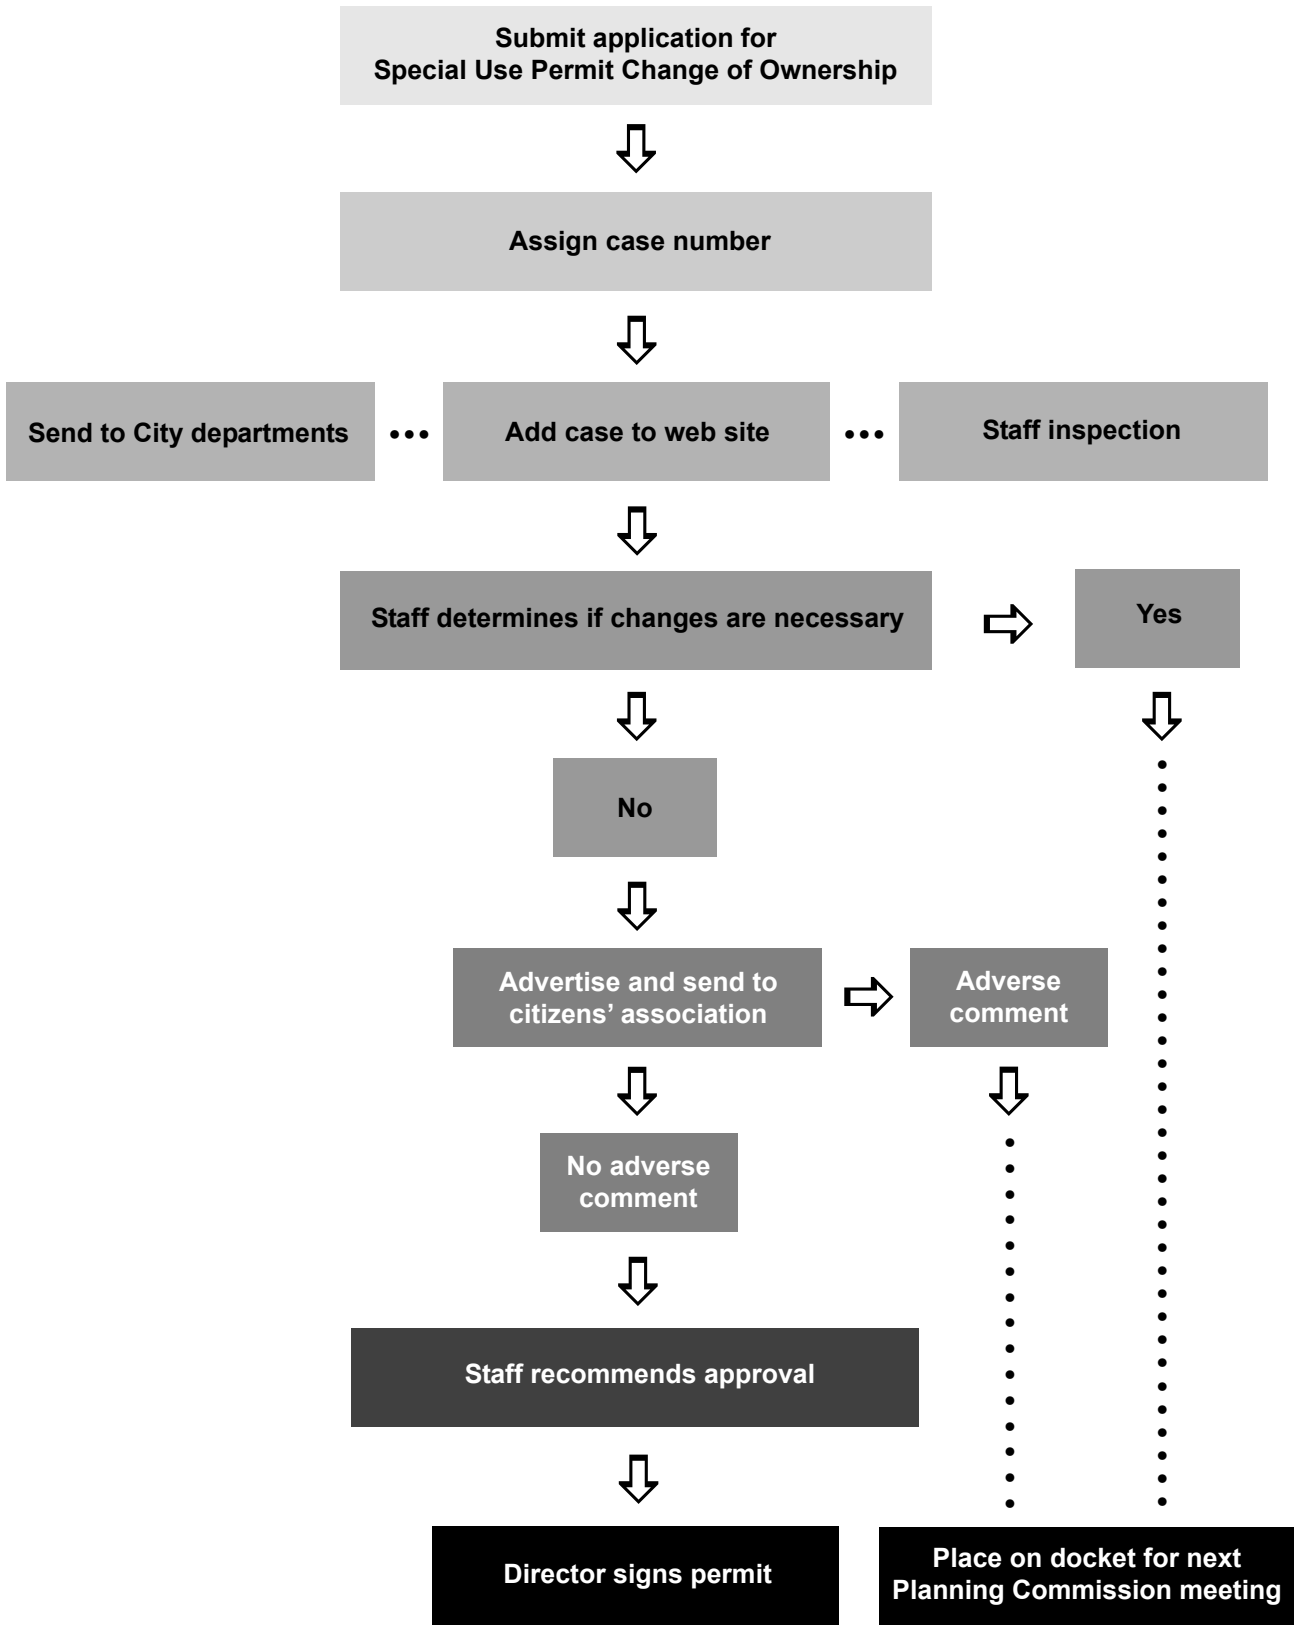 Submit application for
Special Use Permit Change of Ownership
Assign case number
Send to City departments
Add case to web site
Staff inspection
Staff determines if changes are necessary
Yes
No
Advertise and send to
citizens’ association
Adverse
comment
No adverse
comment
Staff recommends approval
Director signs permit
Place on docket for next
Planning Commission meeting